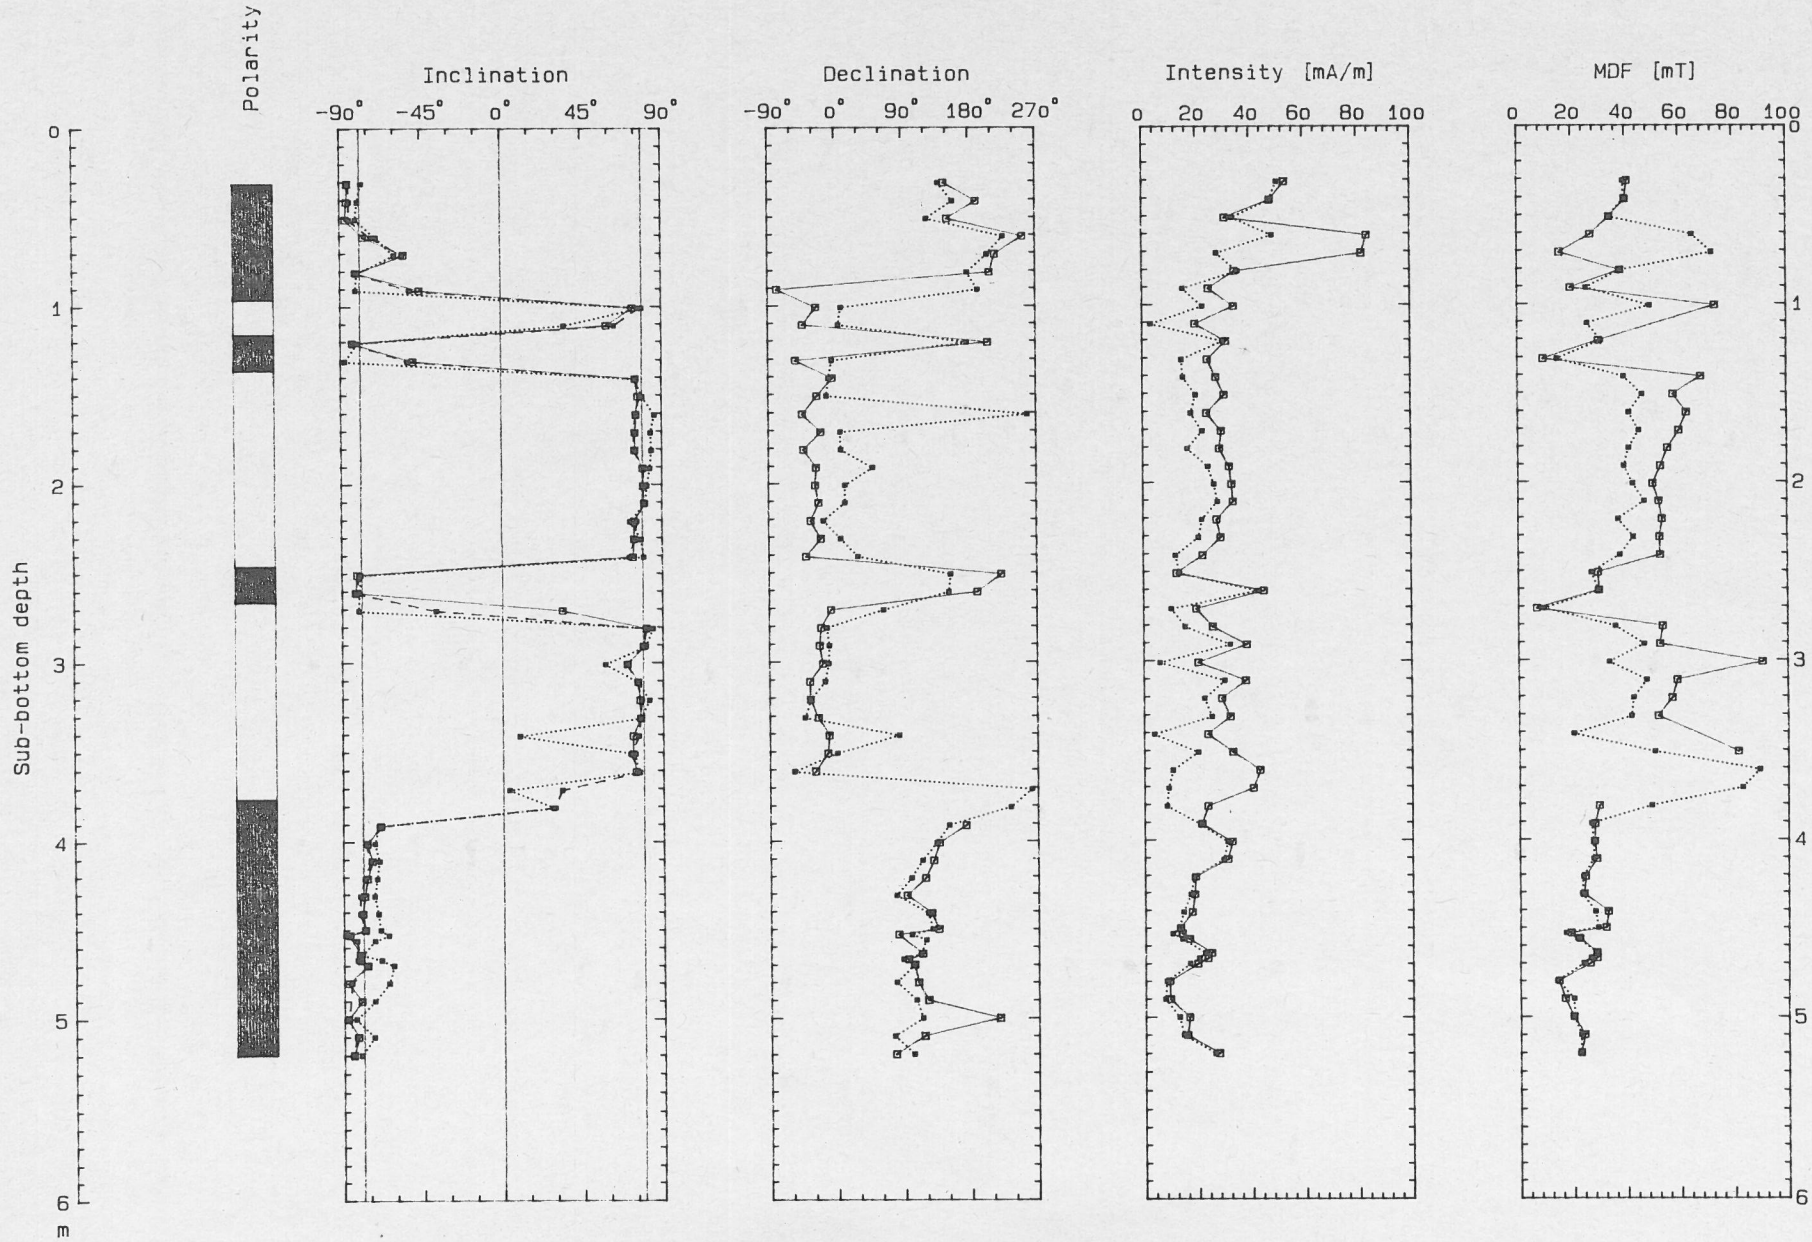 Polarity
Inclination
Declination
Intensity [mA/m]
MDF [mT]
-90° -45° 0° 45° 90°
-90° 0° 90° 180° 270°
0 20 40 60 80 100
0 20 40 60 80 100
0
1
2
3
4
5
6
m
Sub-bottom depth
0
1
2
3
4
5
6